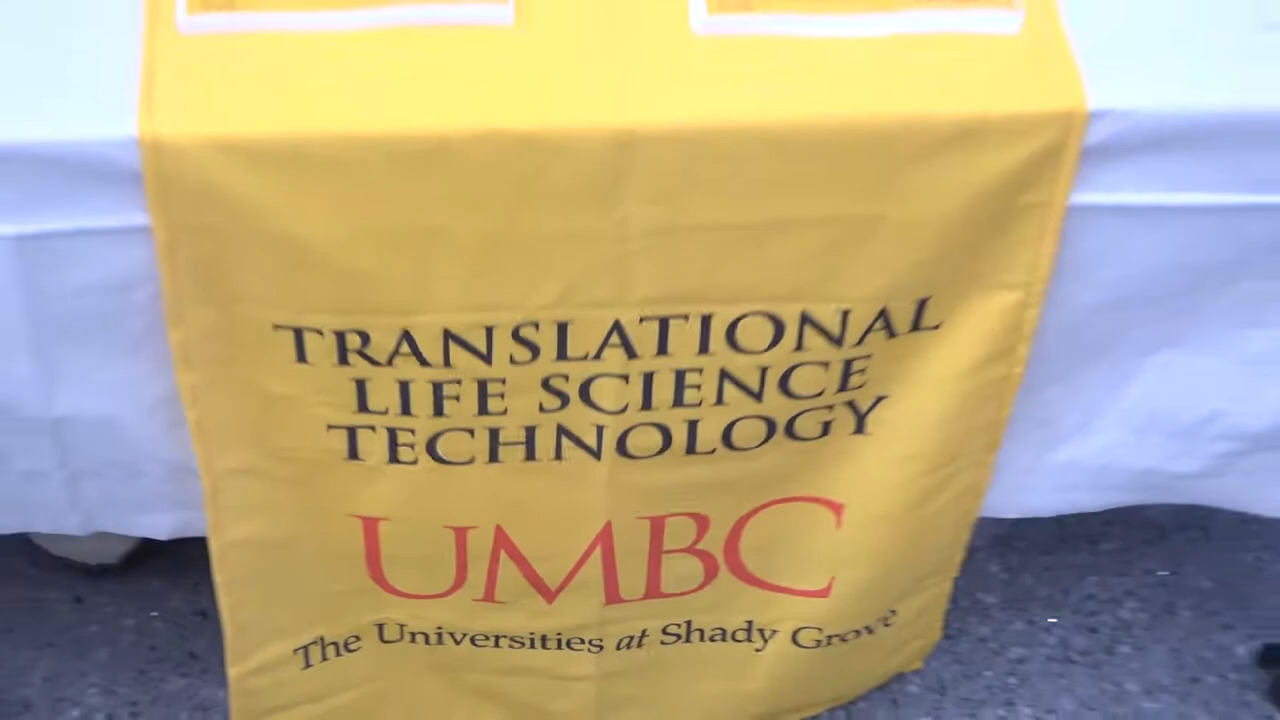 TRANSLATIONAL
LIFE SCIENCE
TECHNOLOGY
UMBC
The Universities at Shady Grove